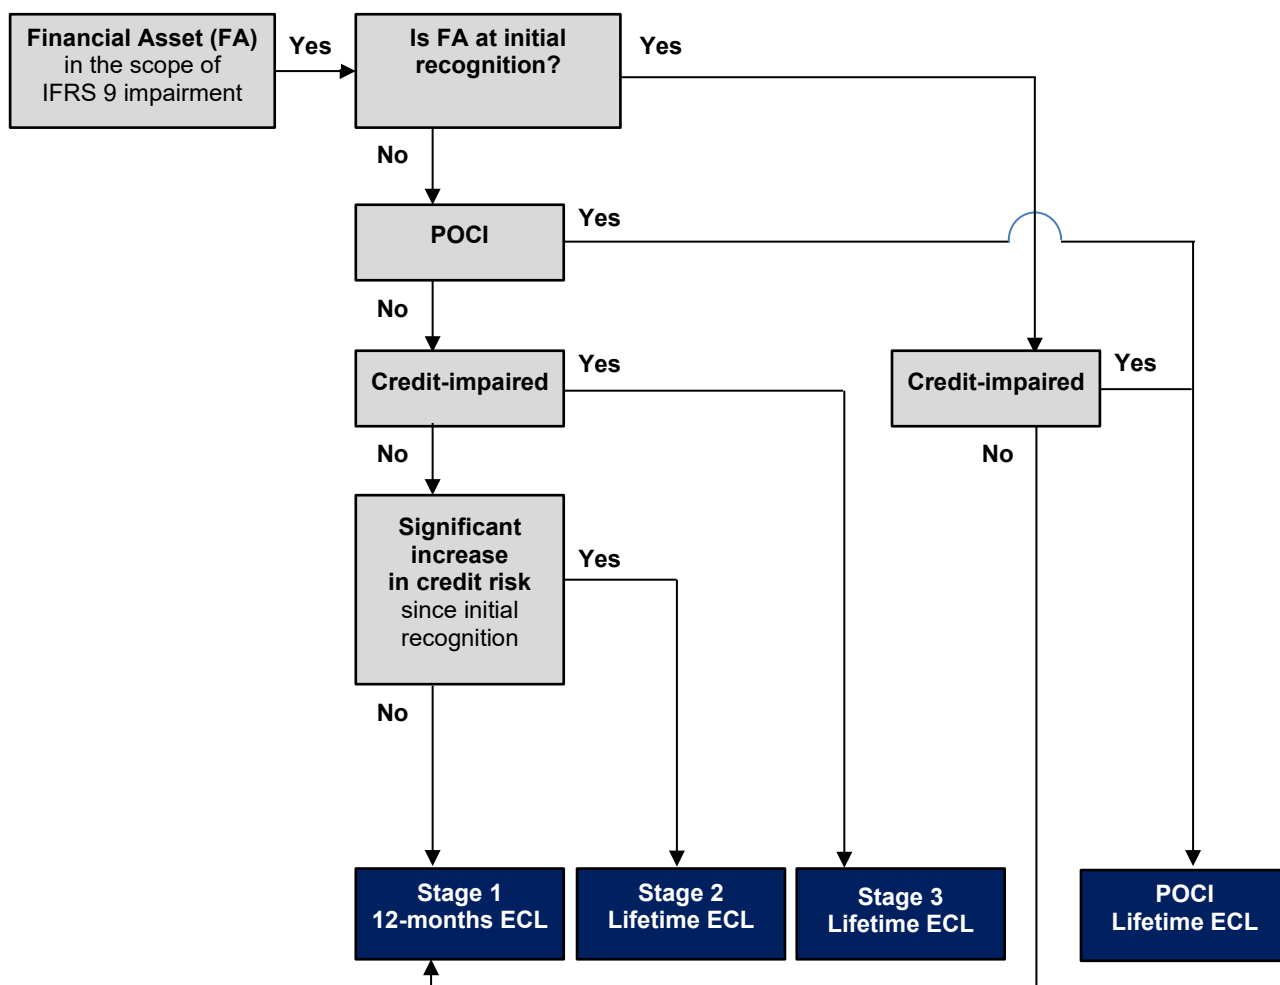 Financial Asset (FA)
in the scope of
IFRS 9 impairment
Yes
Is FA at initial
recognition?
Yes
No
POCI
Yes
No
Credit-impaired
Yes
Credit-impaired
Yes
No
No
Significant
increase
in credit risk
since initial
recognition
Yes
No
Stage 1
12-months ECL
Stage 2
Lifetime ECL
Stage 3
Lifetime ECL
POCI
Lifetime ECL